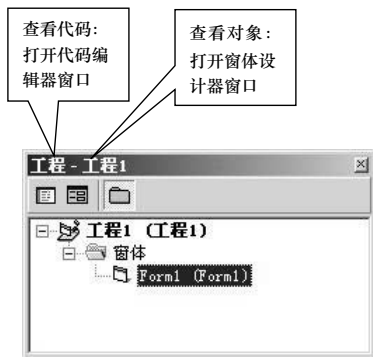 查看代码:
打开代码编
辑器窗口
查看对象:
打开窗体设
计器窗口
工程 - 工程1
工程1 (工程1)
窗体
Form1 (Form1)